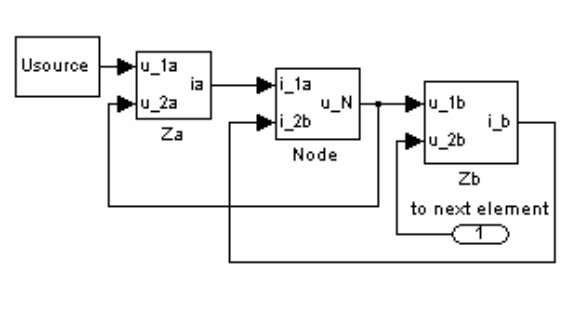 Usource
u_1a
u_2a
ia
Za
i_1a
i_2b
u_N
Node
u_1b
u_2b
i_b
Zb
to next element
1